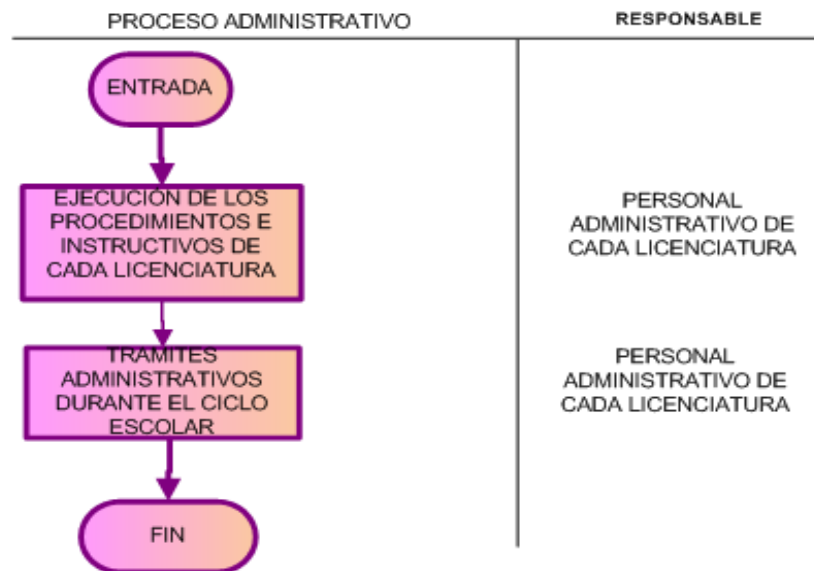 PROCESO ADMINISTRATIVO
RESPONSABLE
ENTRADA
EJECUCIÓN DE LOS
PROCEDIMIENTOS E
INSTRUCTIVOS DE
CADA LICENCIATURA
PERSONAL
ADMINISTRATIVO DE
CADA LICENCIATURA
TRAMITES
ADMINISTRATIVOS
DURANTE EL CICLO
ESCOLAR
PERSONAL
ADMINISTRATIVO DE
CADA LICENCIATURA
FIN